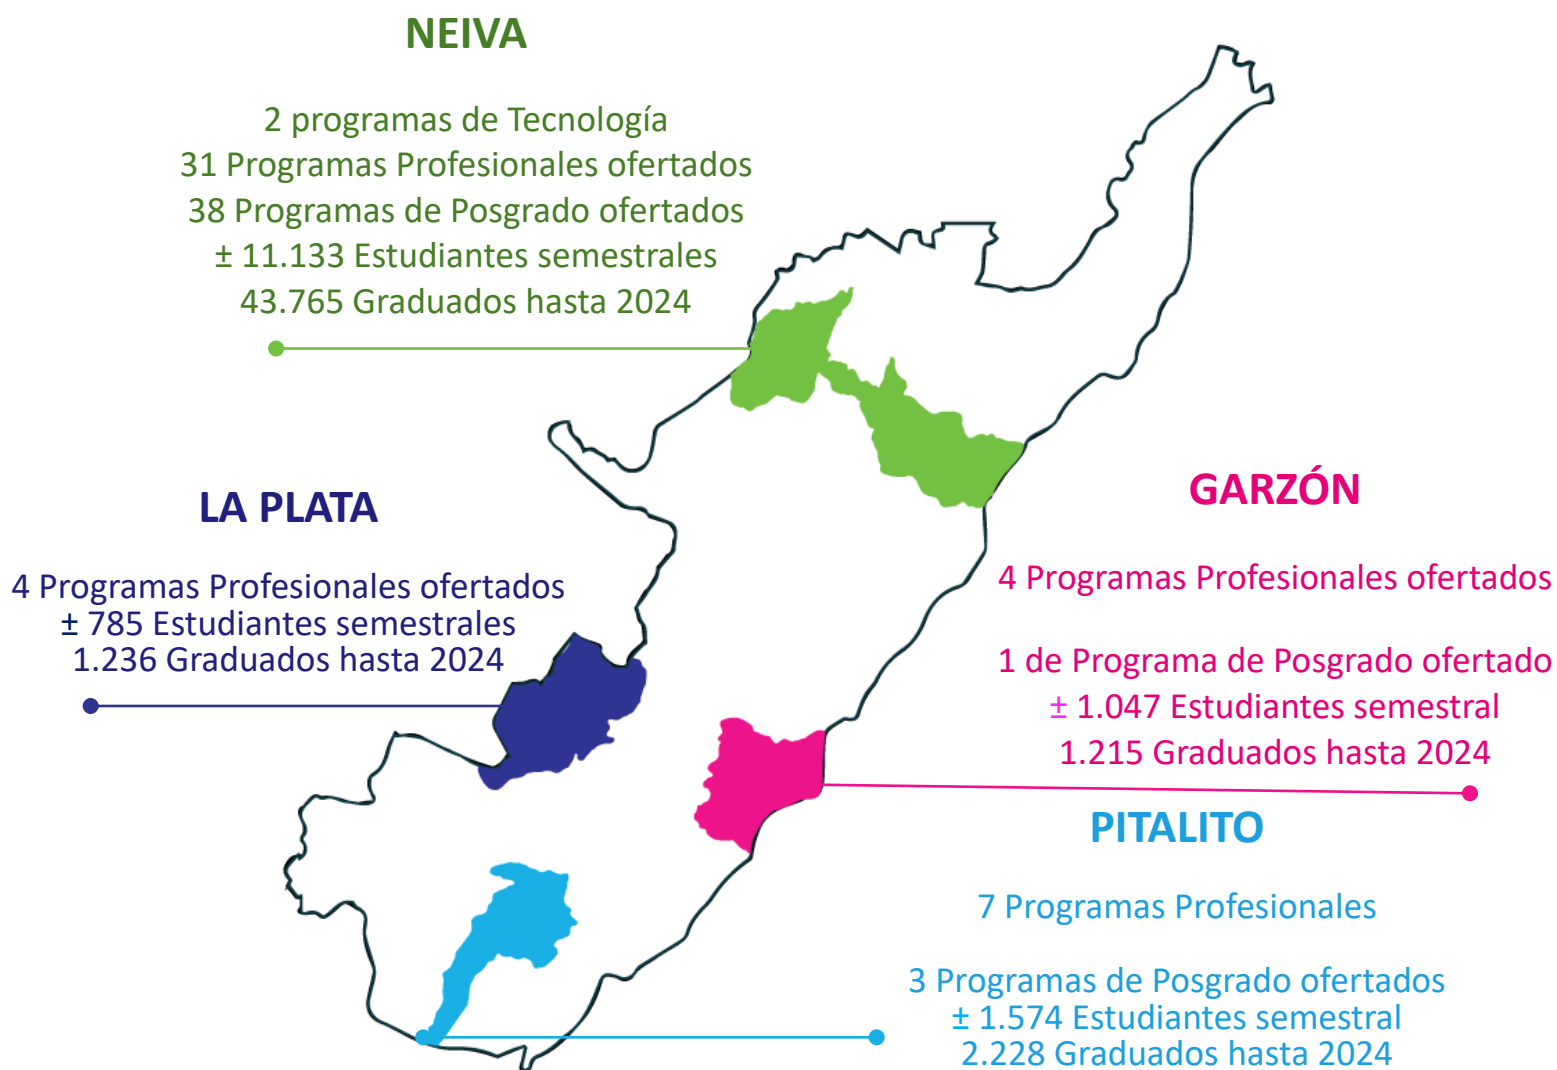 NEIVA
2 programas de Tecnología
31 Programas Profesionales ofertados
38 Programas de Posgrado ofertados
± 11.133 Estudiantes semestrales
43.765 Graduados hasta 2024
LA PLATA
4 Programas Profesionales ofertados
± 785 Estudiantes semestrales
1.236 Graduados hasta 2024
GARZÓN
4 Programas Profesionales ofertados
1 de Programa de Posgrado ofertado
± 1.047 Estudiantes semestral
1.215 Graduados hasta 2024
PITALITO
7 Programas Profesionales
3 Programas de Posgrado ofertados
± 1.574 Estudiantes semestral
2.228 Graduados hasta 2024